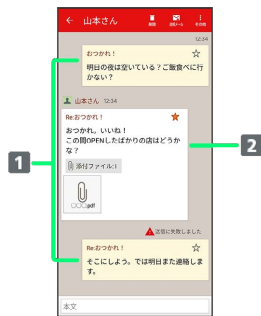 ← 山本さん
削除
迷惑メール
その他
12:34
おつかれ！
明日の夜は空いている？ご飯食べに行
かない？
1
山本さん 12:34
Re:おつかれ！
おつかれ。いいね！
この間OPENしたばかりの店はどうか
な？
添付ファイル:1
○○○.pdf
2
送信に失敗しました
Re:おつかれ！
そこにしよう。では明日また連絡しま
す。
本文